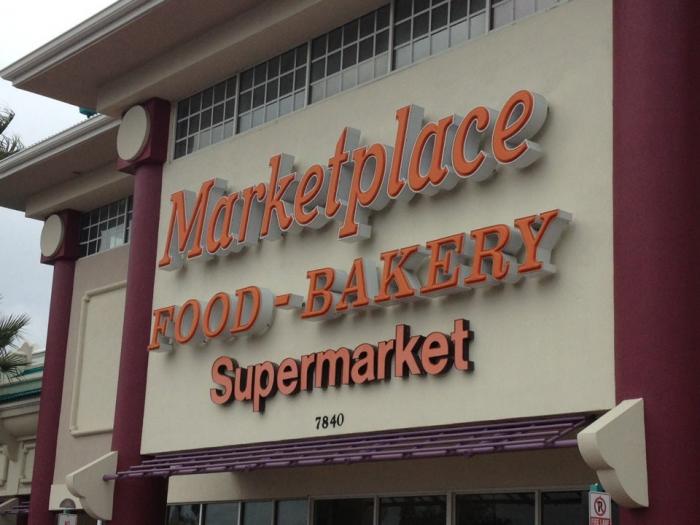 Marketplace
FOOD - BAKERY
Supermarket
7840